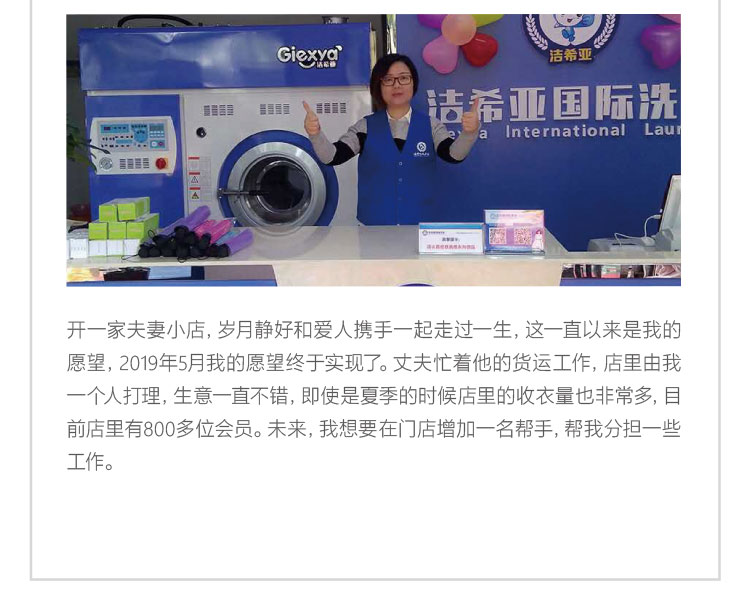 Giexya
洁希亚
洁希亚
洁希亚国际洗
International Laun
开一家夫妻小店，岁月静好和爱人携手一起走过一生，这一直以来是我的
愿望，2019年5月我的愿望终于实现了。丈夫忙着他的货运工作，店里由我
一个人打理，生意一直不错，即使是夏季的时候店里的收衣量也非常多，目
前店里有800多位会员。未来，我想要在门店增加一名帮手，帮我分担一些
工作。